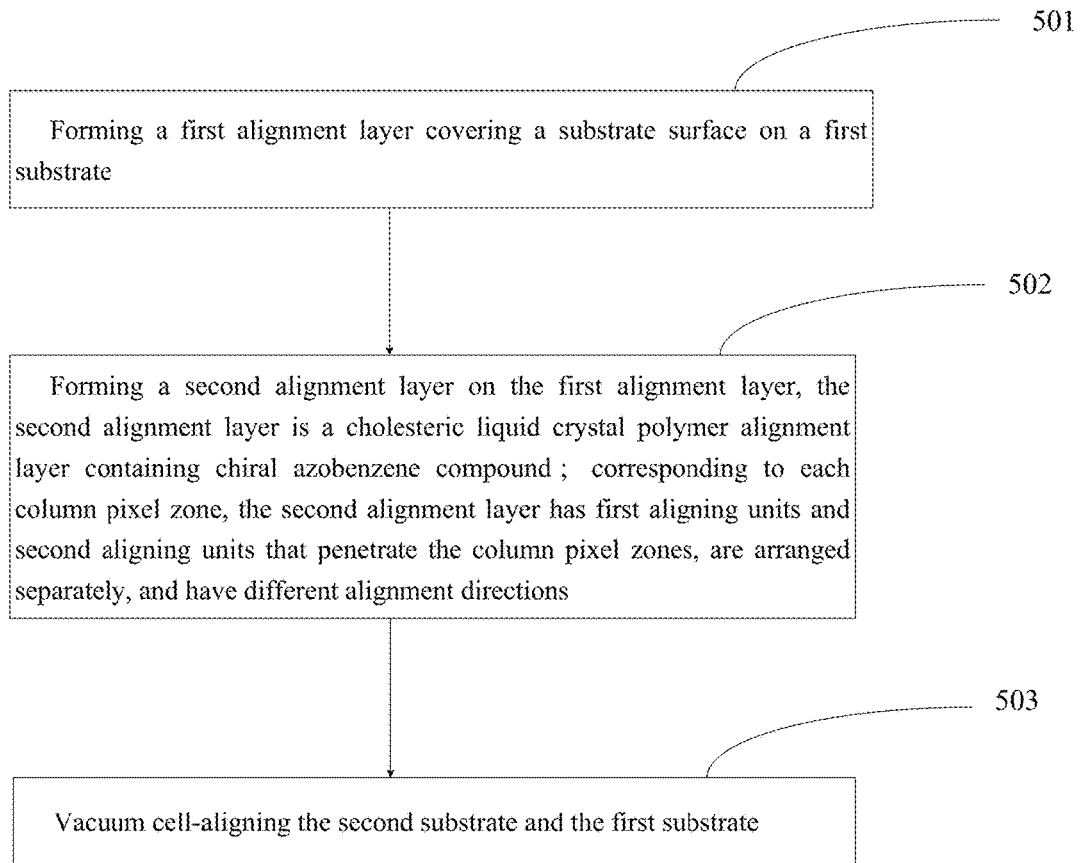 501
Forming a first alignment layer covering a substrate surface on a first
substrate
502
Forming a second alignment layer on the first alignment layer, the
second alignment layer is a cholesteric liquid crystal polymer alignment
layer containing chiral azobenzene compound ; corresponding to each
column pixel zone, the second alignment layer has first aligning units and
second aligning units that penetrate the column pixel zones, are arranged
separately, and have different alignment directions
503
Vacuum cell-aligning the second substrate and the first substrate